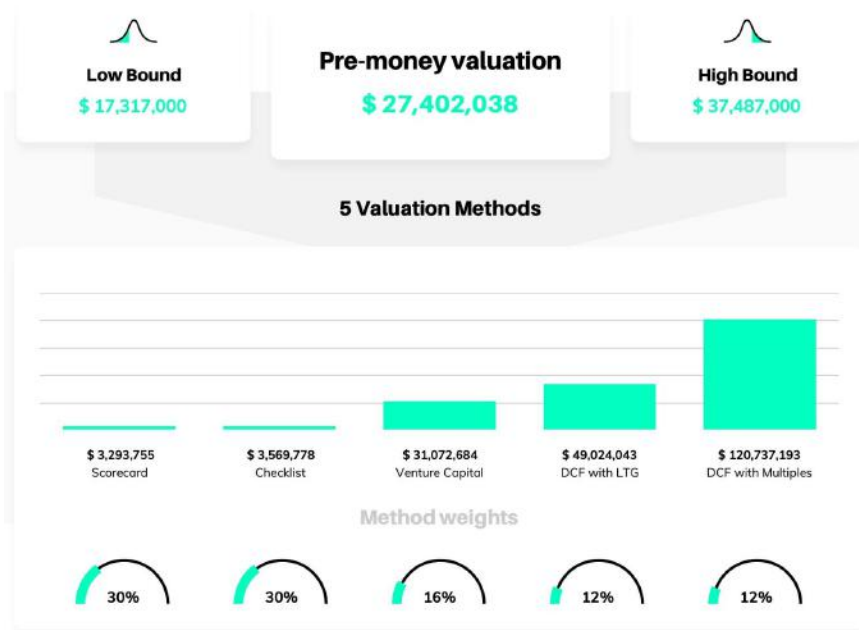 Low Bound
$ 17,317,000
Pre-money valuation
$ 27,402,038
High Bound
$ 37,487,000
5 Valuation Methods
$ 3,293,755
Scorecard
$ 3,569,778
Checklist
$ 31,072,684
Venture Capital
$ 49,024,043
DCF with LTG
$ 120,737,193
DCF with Multiples
Method weights
30%
30%
16%
12%
12%